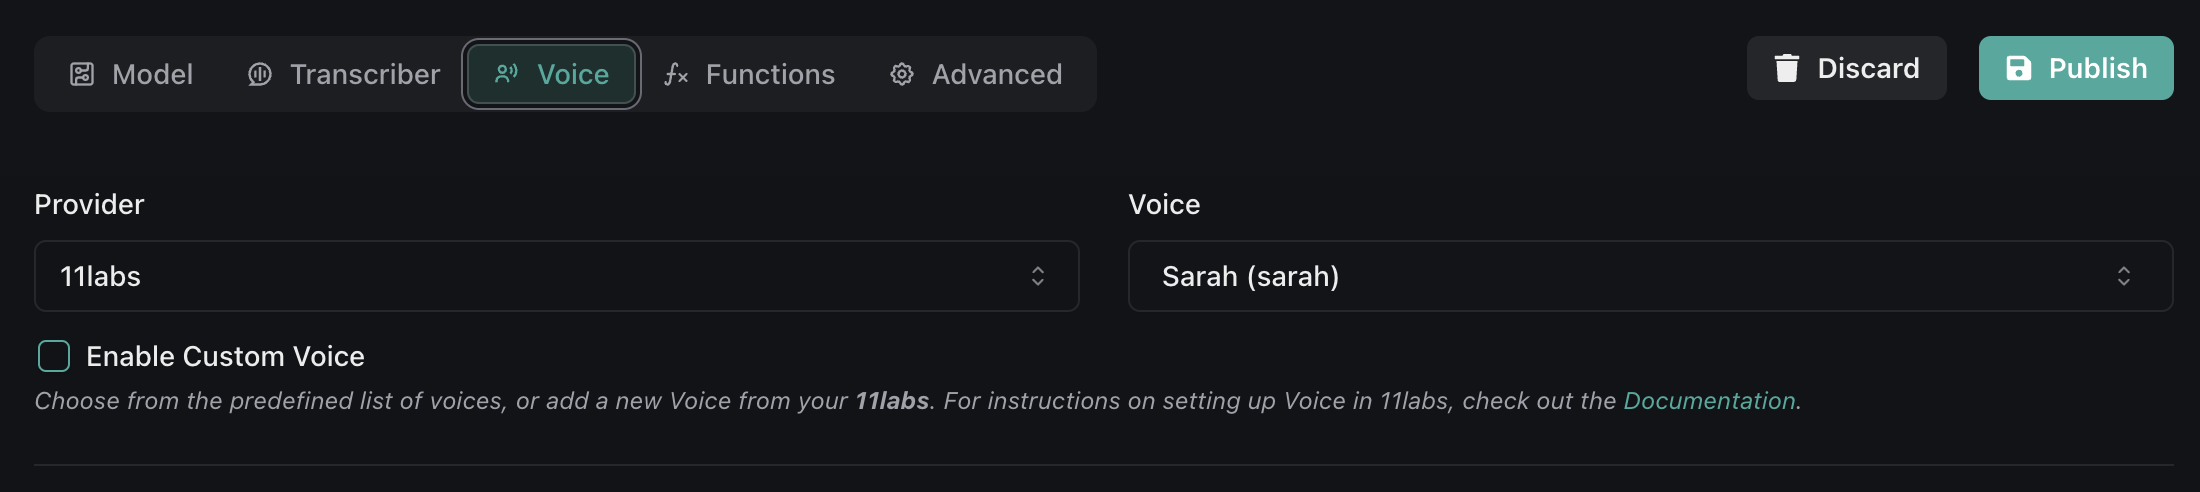 Model Transcriber Voice Functions Advanced Discard Publish
Provider
Voice
11labs
Sarah (sarah)
Enable Custom Voice
Choose from the predefined list of voices, or add a new Voice from your 11labs. For instructions on setting up Voice in 11labs, check out the Documentation.